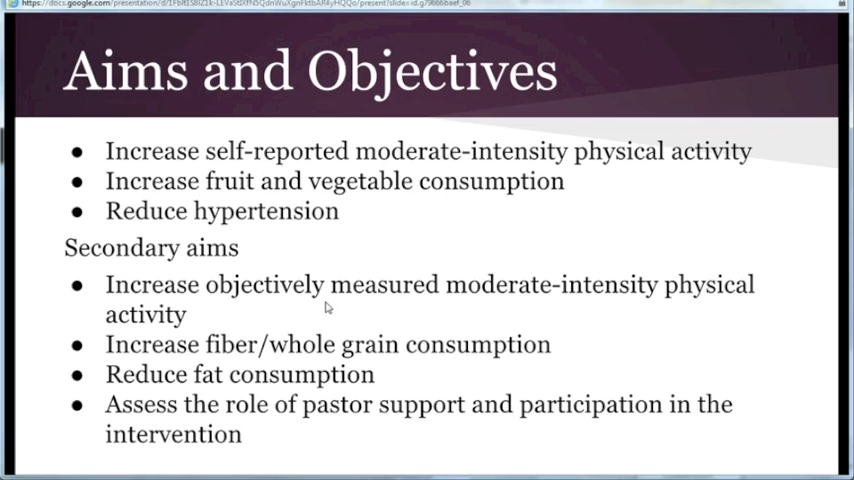 Aims and Objectives
● Increase self-reported moderate-intensity physical activity
● Increase fruit and vegetable consumption
● Reduce hypertension
Secondary aims
● Increase objectively measured moderate-intensity physical
activity
● Increase fiber/whole grain consumption
● Reduce fat consumption
● Assess the role of pastor support and participation in the
intervention